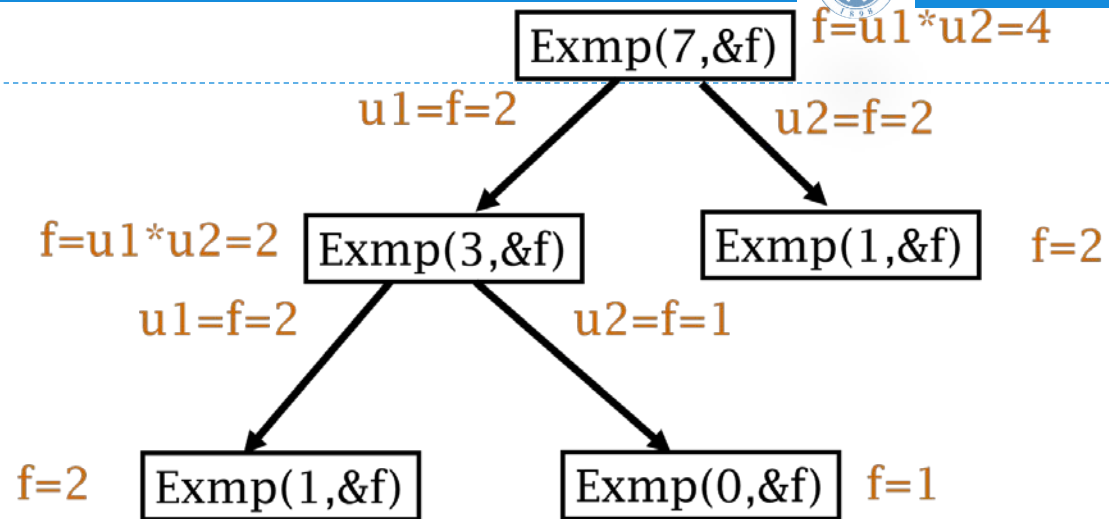 1898
Exmp(7,&f)
f=u1*u2=4
u1=f=2
u2=f=2
f=u1*u2=2
Exmp(3,&f)
Exmp(1,&f)
f=2
u1=f=2
u2=f=1
f=2
Exmp(1,&f)
Exmp(0,&f)
f=1